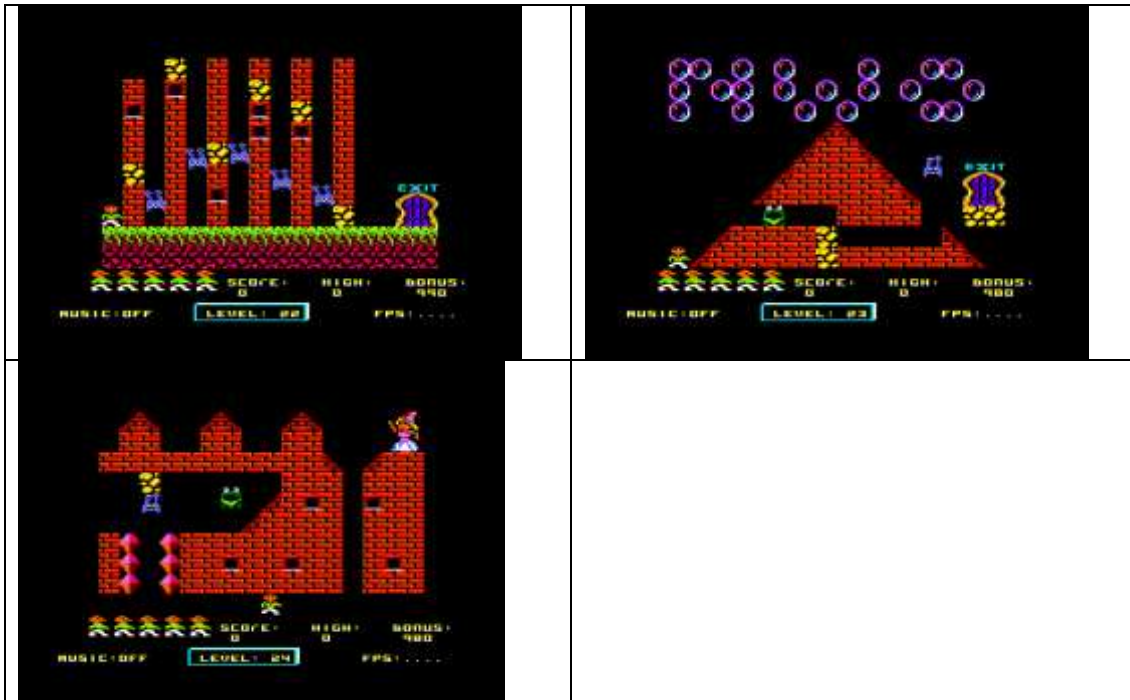 EXIT
SCORE: HIGH: BONUS:
0 0 990
MUSIC:OFF LEVEL: 22 FPS:....
MWB
EXIT
SCORE: HIGH: BONUS:
0 0 980
MUSIC:OFF LEVEL: 23 FPS:....
SCORE: HIGH: BONUS:
0 0 980
MUSIC:OFF LEVEL: 24 FPS:....